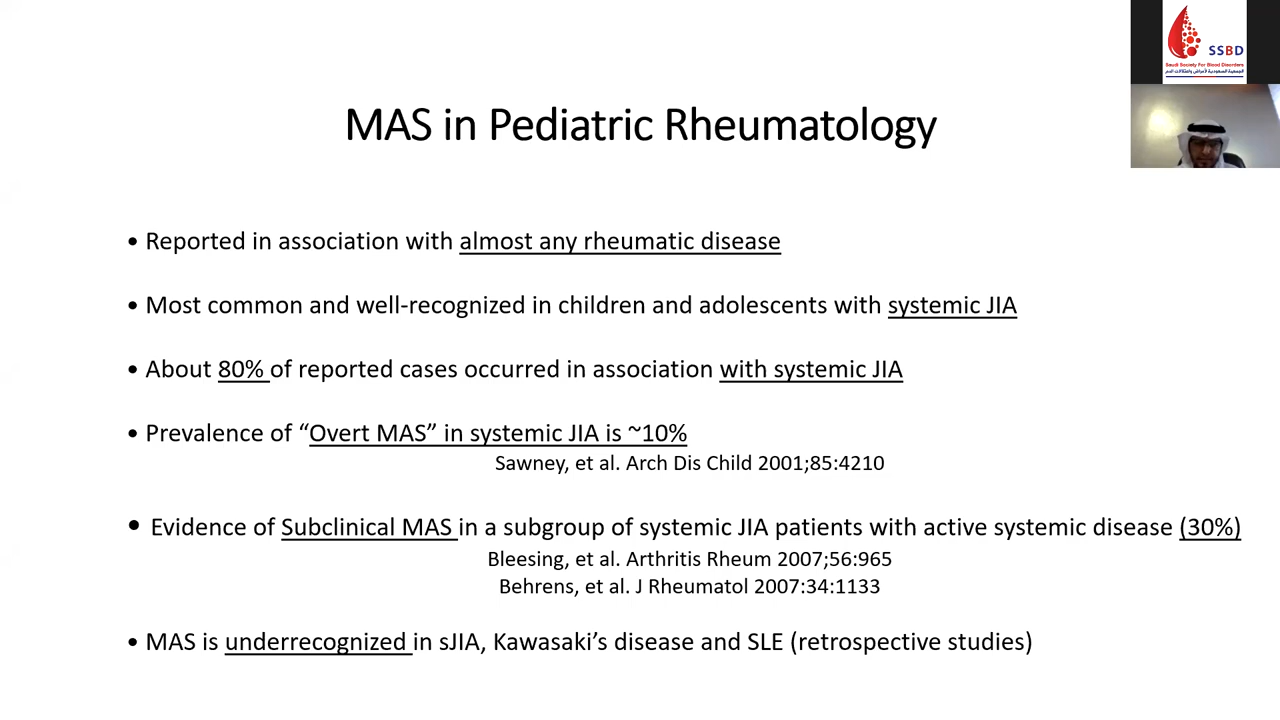 SSBD
Saudi Society For Blood Disorders
الجمعية السعودية لأمراض واعتلالات الدم
MAS in Pediatric Rheumatology
• Reported in association with almost any rheumatic disease
• Most common and well-recognized in children and adolescents with systemic JIA
• About 80% of reported cases occurred in association with systemic JIA
• Prevalence of “Overt MAS” in systemic JIA is ~10%
Sawney, et al. Arch Dis Child 2001;85:4210
• Evidence of Subclinical MAS in a subgroup of systemic JIA patients with active systemic disease (30%)
Bleesing, et al. Arthritis Rheum 2007;56:965
Behrens, et al. J Rheumatol 2007:34:1133
• MAS is underrecognized in sJIA, Kawasaki’s disease and SLE (retrospective studies)